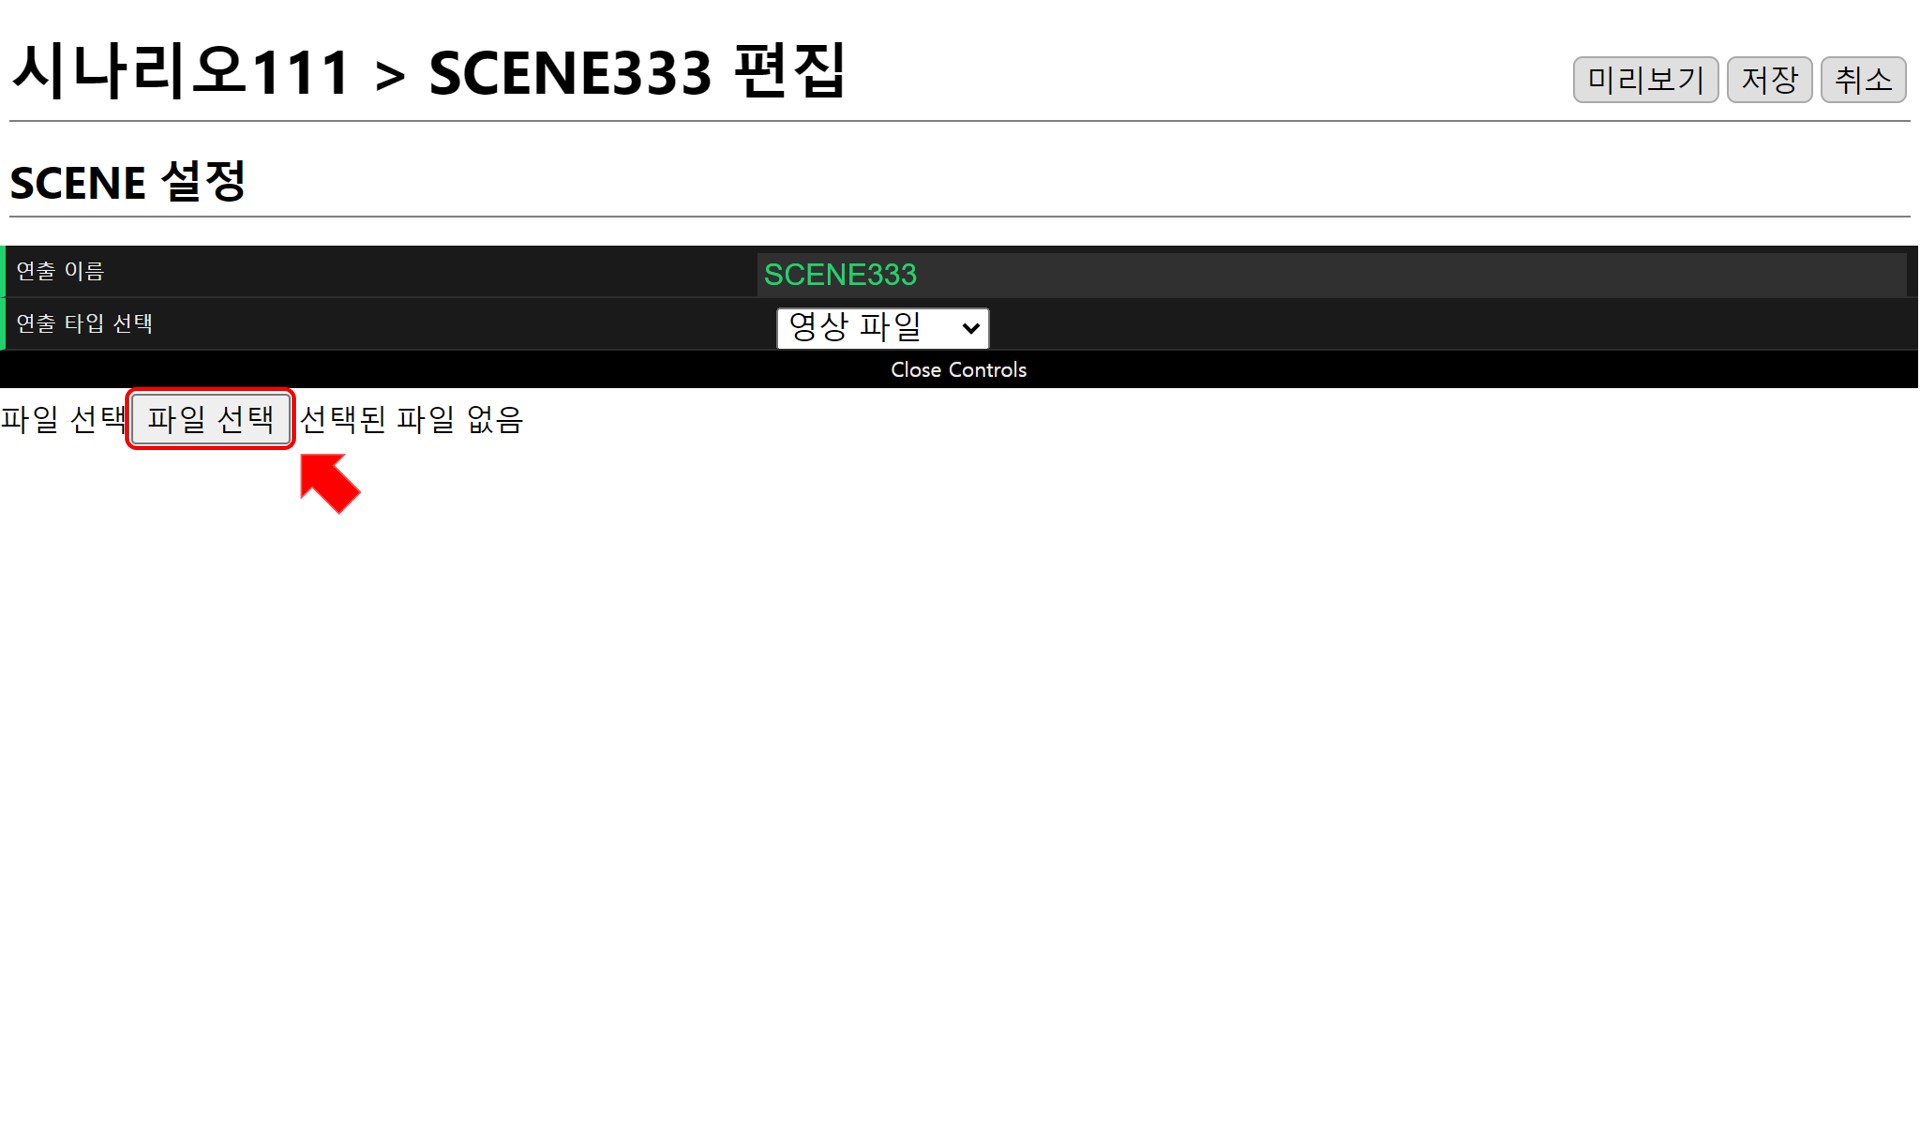 시나리오111 > SCENE333 편집
미리보기 저장 취소
SCENE 설정
연출 이름 SCENE333
연출 타입 선택 영상 파일
Close Controls
파일 선택 파일 선택 선택된 파일 없음